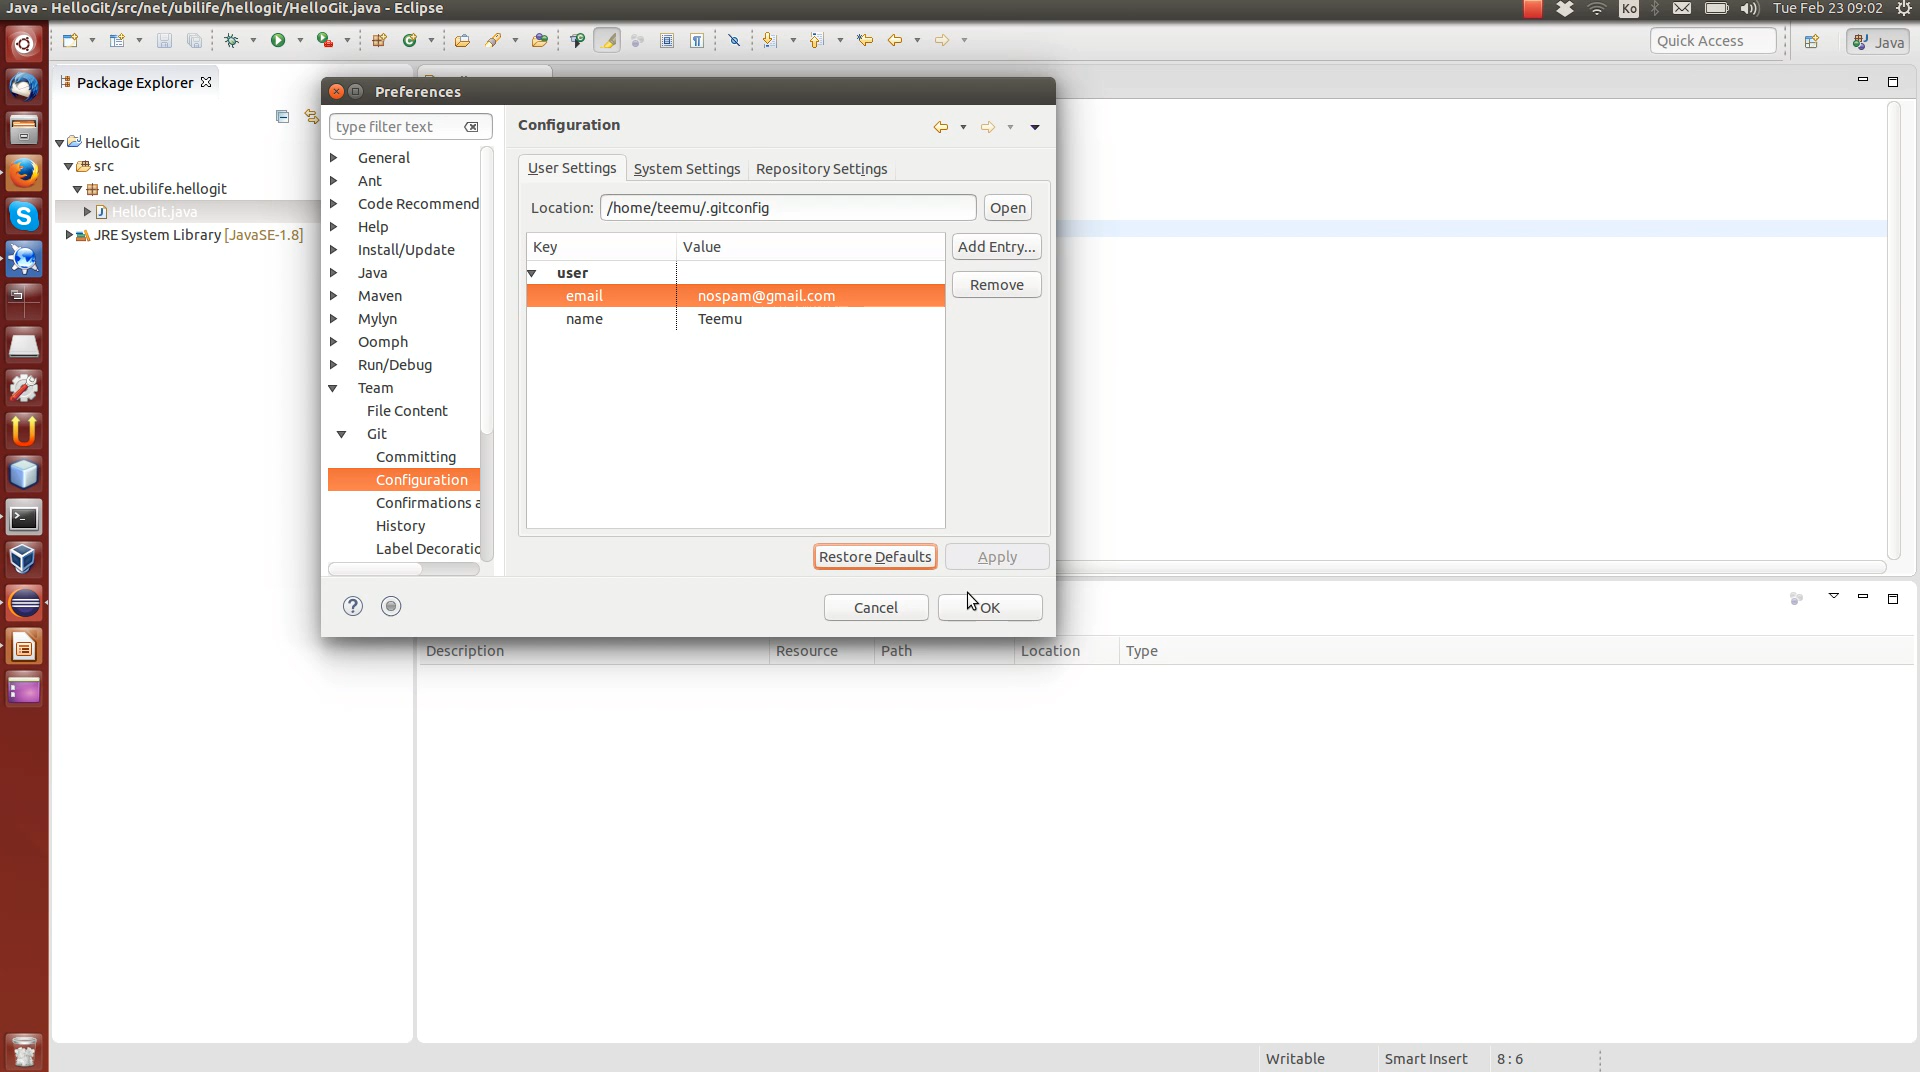 Java - HelloGit/src/net/ubilife/hellogit/HelloGit.java - Eclipse
Ko
Tue Feb 23 09:02
Quick Access
Java
Package Explorer
HelloGit
src
net.ubilife.hellogit
HelloGit.java
JRE System Library [JavaSE-1.8]
Preferences
type filter text
General
Ant
Code Recommend
Help
Install/Update
Java
Maven
Mylyn
Oomph
Run/Debug
Team
File Content
Git
Committing
Configuration
Confirmations a
History
Label Decoratio
Configuration
User Settings
System Settings
Repository Settings
Location:
/home/teemu/.gitconfig
Open
Key
Value
Add Entry...
user
email
nospam@gmail.com
Remove
name
Teemu
Restore Defaults
Apply
Cancel
OK
Description
Resource
Path
Location
Type
Writable
Smart Insert
8 : 6